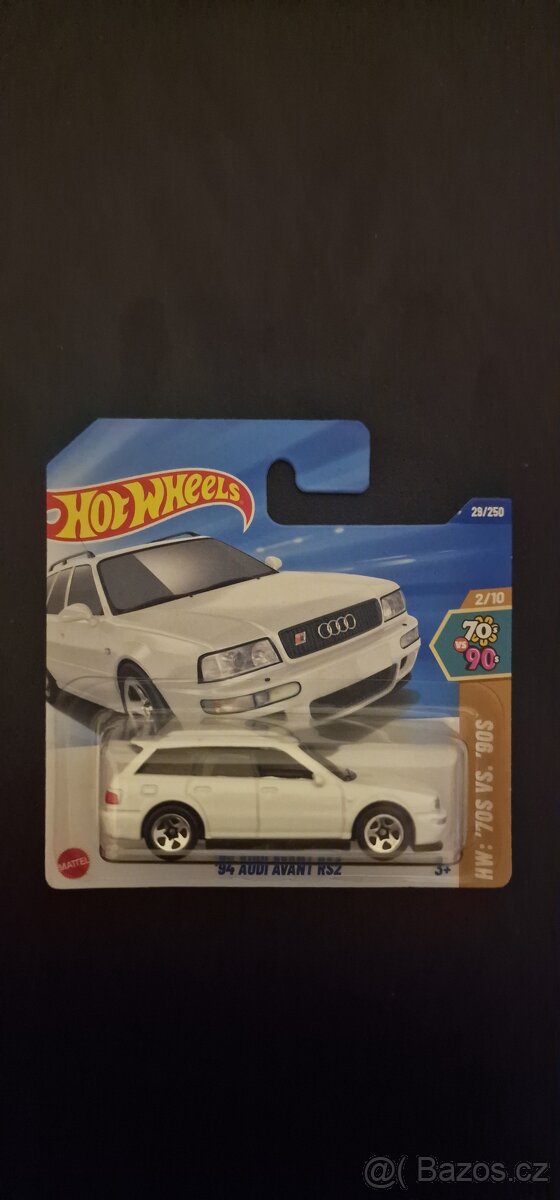 HOT WHEELS
29/250
2/10
70s
VS
90s
HW: '70S VS. '90S
MATTEL
'94 AUDI AVANT RS2
3+
@( Bazos.cz